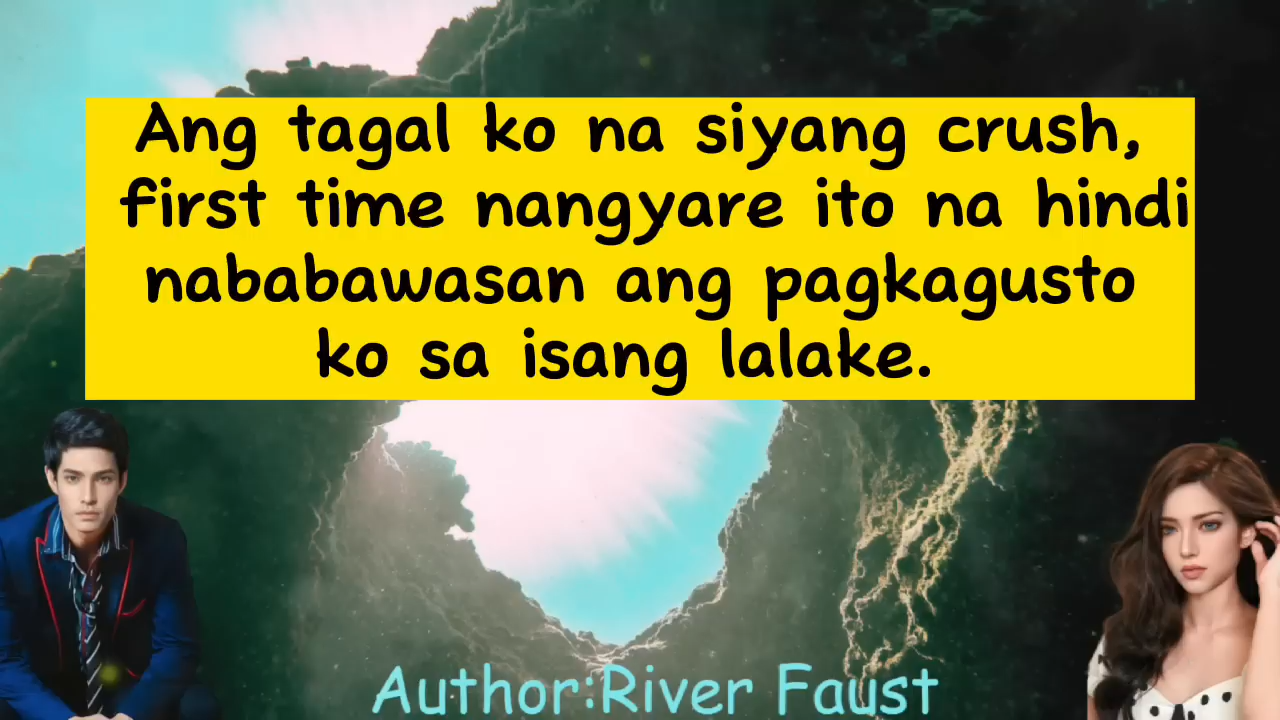 Ang tagal ko na siyang crush,
first time nangyare ito na hindi
nababawasan ang pagkagusto
ko sa isang lalake.
Author:River Faust